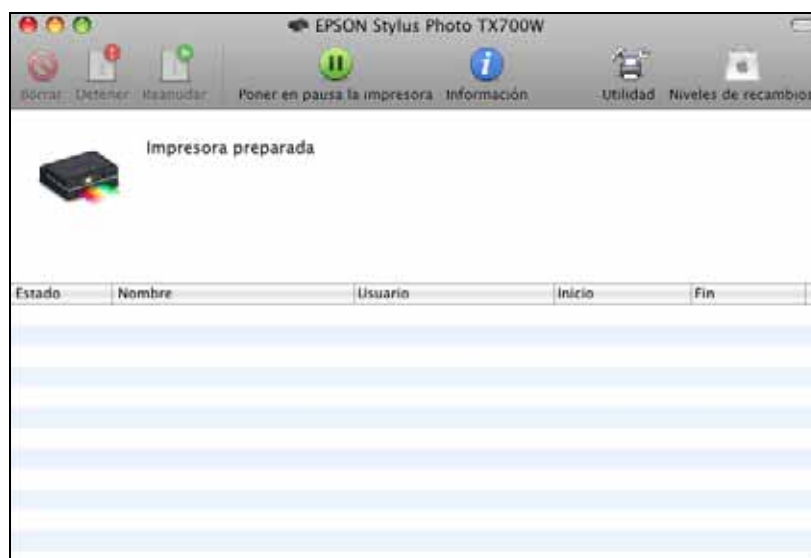 EPSON Stylus Photo TX700W
Borrar Detener Reanudar Poner en pausa la impresora Información Utilidad Niveles de recambios
Impresora preparada
Estado Nombre Usuario Inicio Fin